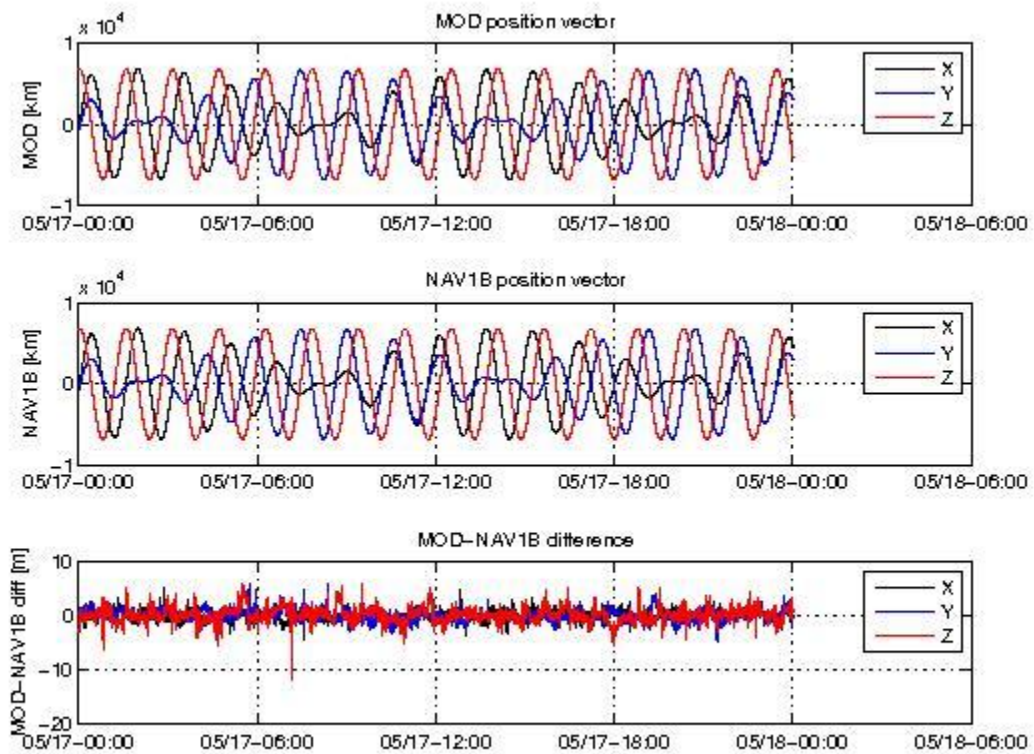 MOD position vector
x 10^4
1
0
-1
MOD [km]
X
Y
Z
05/17-00:00 05/17-06:00 05/17-12:00 05/17-18:00 05/18-00:00 05/18-06:00
NAV1B position vector
x 10^4
1
0
-1
NAV1B [km]
X
Y
Z
05/17-00:00 05/17-06:00 05/17-12:00 05/17-18:00 05/18-00:00 05/18-06:00
MOD-NAV1B difference
10
0
-10
-20
MOD-NAV1B diff [m]
X
Y
Z
05/17-00:00 05/17-06:00 05/17-12:00 05/17-18:00 05/18-00:00 05/18-06:00